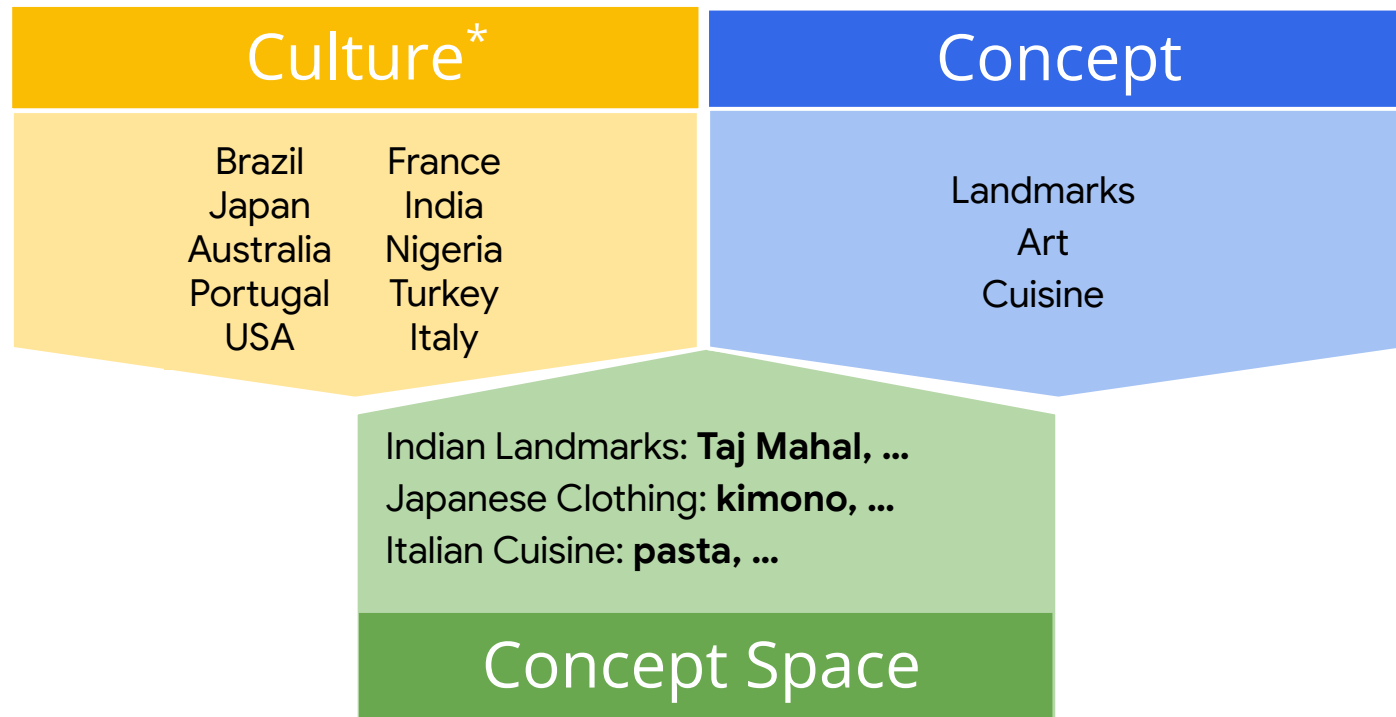 Culture*
Concept
Brazil
Japan
Australia
Portugal
USA
France
India
Nigeria
Turkey
Italy
Landmarks
Art
Cuisine
Indian Landmarks: Taj Mahal, ...
Japanese Clothing: kimono, ...
Italian Cuisine: pasta, ...
Concept Space